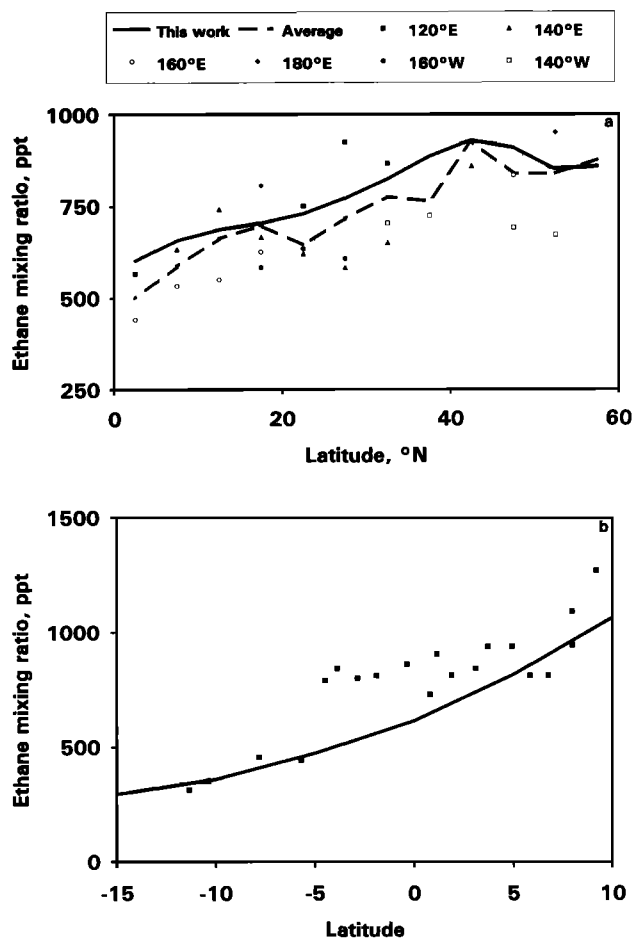 This work Average 120°E 140°E
160°E 180°E 160°W 140°W
a
1000
750
500
250
0 20 40 60
Ethane mixing ratio, ppt
Latitude, °N
b
1500
1000
500
0
-15 -10 -5 0 5 10
Ethane mixing ratio, ppt
Latitude